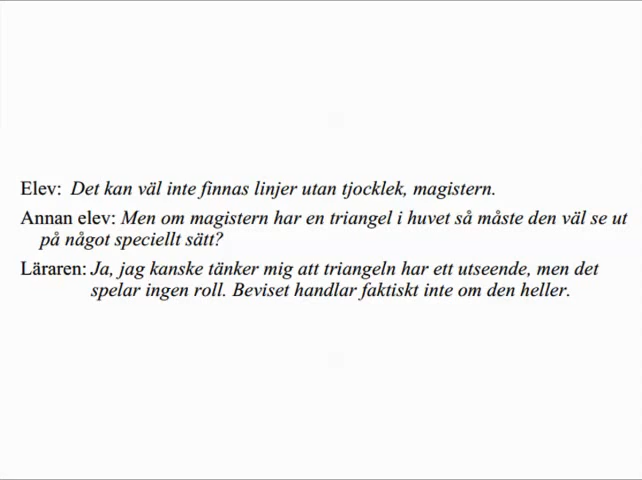 Elev: Det kan väl inte finnas linjer utan tjocklek, magistern.
Annan elev: Men om magistern har en triangel i huvet så måste den väl se ut
på något speciellt sätt?
Läraren: Ja, jag kanske tänker mig att triangeln har ett utseende, men det
spelar ingen roll. Beviset handlar faktiskt inte om den heller.